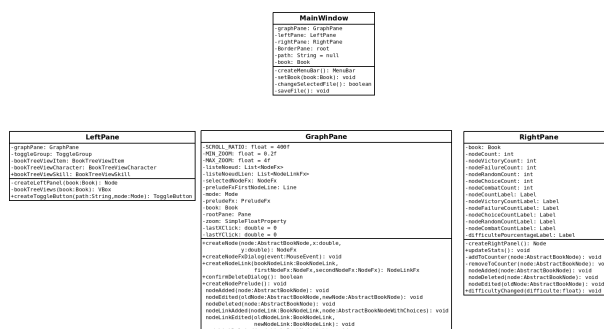 MainWindow
-graphPane: GraphPane
-leftPane: LeftPane
-rightPane: RightPane
-BorderPane: root
-path: String = null
-book: Book
-createMenuBar(): MenuBar
-setBook(book:Book): void
-changeSelectedFile(): boolean
-saveFile(): void
LeftPane
-graphPane: GraphPane
-toggleGroup: ToggleGroup
-bookTreeViewItem: BookTreeViewItem
-bookTreeViewCharacter: BookTreeViewCharacter
+bookTreeViewSkill: BookTreeViewSkill
-createLeftPanel(book:Book): Node
-bookTreeViews(book:Book): VBox
+createToggleButton(path:String,mode:Mode): ToggleButton
GraphPane
-SCROLL_RATIO: float = 400f
-MIN_ZOOM: float = 0.2f
-MAX_ZOOM: float = 4f
-listeNoeud: List<NodeFx>
-listeNoeudLien: List<NodeLinkFx>
-selectedNodeFx: NodeFx
-preludeFxFirstNodeLine: Line
-mode: Mode
-preludeFx: PreludeFx
-book: Book
-rootPane: Pane
-zoom: SimpleFloatProperty
-lastXClick: double = 0
-lastYClick: double = 0
+createNode(node:AbstractBookNode,x:double,
y:double): NodeFx
+createNodeFxDialog(event:MouseEvent): void
+createNodeLink(bookNodeLink:BookNodeLink,
firstNodeFx:NodeFx,secondNodeFx:NodeFx): NodeLinkFx
+confirmDeleteDialog(): boolean
+createNodePrelude(): void
nodeAdded(node:AbstractBookNode): void
nodeEdited(oldNode:AbstractBookNode,newNode:AbstractBookNode): void
nodeDeleted(node:AbstractBookNode): void
nodeLinkAdded(nodeLink:BookNodeLink,node:AbstractBookNodeWithChoices): void
nodeLinkEdited(oldNodeLink:BookNodeLink,
newNodeLink:BookNodeLink): void
RightPane
-book: Book
-nodeCount: int
-nodeVictoryCount: int
-nodeFailureCount: int
-nodeRandomCount: int
-nodeChoiceCount: int
-nodeCombatCount: int
-nodeCountLabel: Label
-nodeVictoryCountLabel: Label
-nodeFailureCountLabel: Label
-nodeChoiceCountLabel: Label
-nodeRandomCountLabel: Label
-nodeCombatCountLabel: Label
-difficultePourcentageLabel: Label
-createRightPanel(): Node
+updateStats(): void
-addToCounter(node:AbstractBookNode): vo
-removeToCounter(node:AbstractBookNode):
nodeAdded(node:AbstractBookNode): void
nodeDeleted(node:AbstractBookNode): void
nodeEdited(oldNode:AbstractBookNode): vo
+difficultyChanged(difficulte:float): void